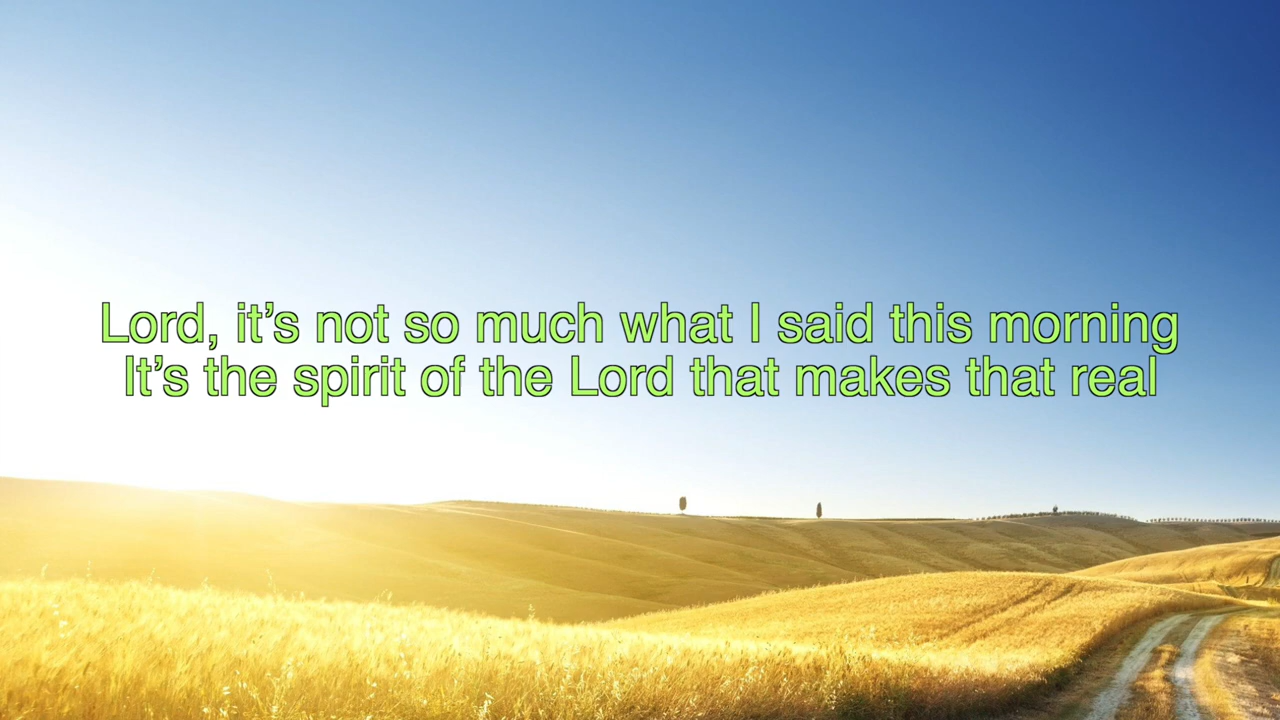 Lord, it’s not so much what I said this morning
It’s the spirit of the Lord that makes that real